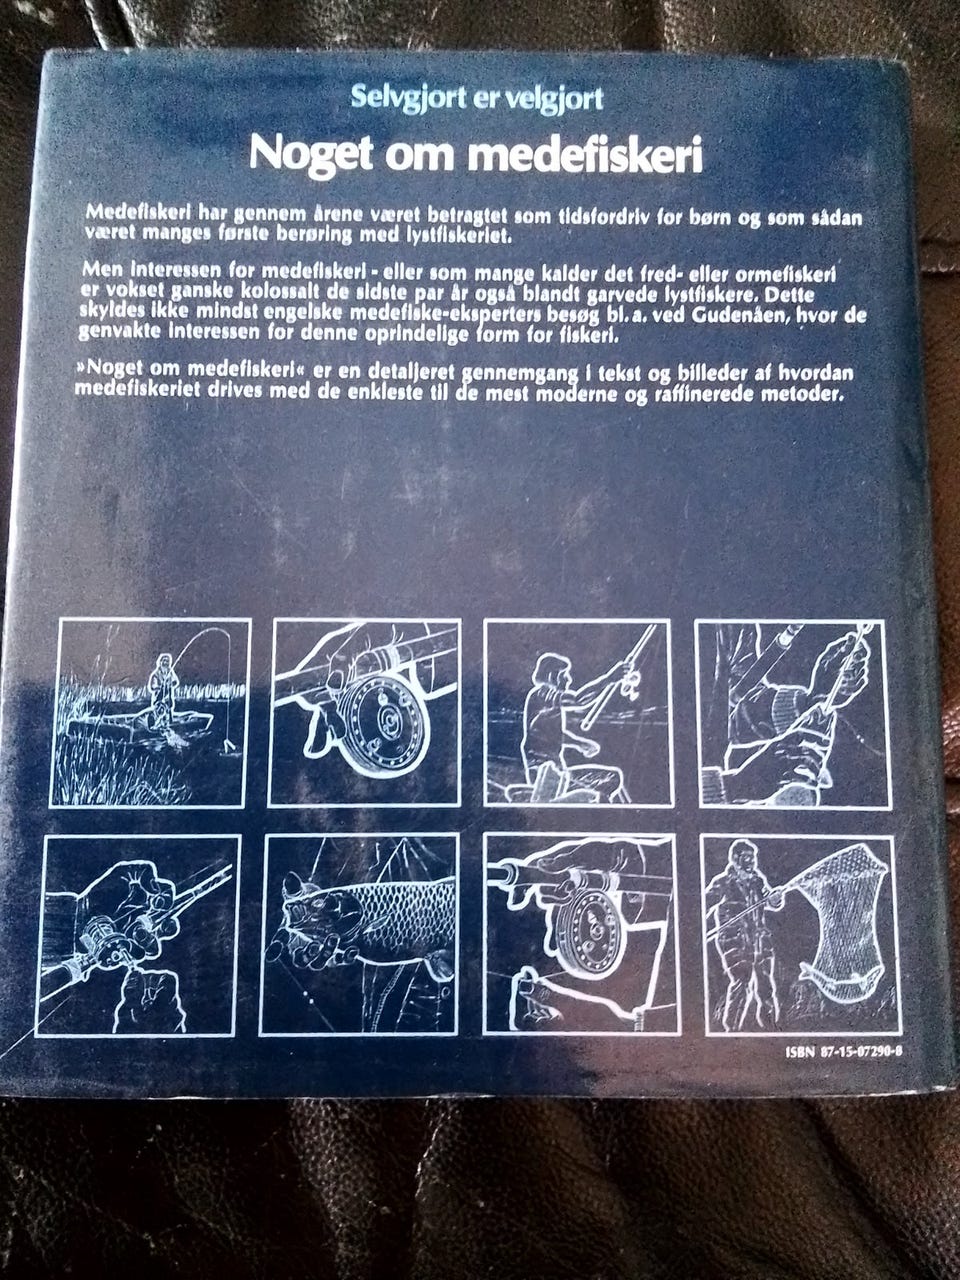 Selvgjort er velgjort
Noget om medefiskeri
Medefiskeri har gennem årene været betragtet som tidsfordriv for børn og som sådan
været manges første berøring med lystfiskeriet.
Men interessen for medefiskeri - eller som mange kalder det fred- eller ormefiskeri
er vokset ganske kolossalt de sidste par år også blandt garvede lystfiskere. Dette
skyldes ikke mindst engelske medefiske-eksperters besøg bl. a. ved Gudenåen, hvor de
genvakte interessen for denne oprindelige form for fiskeri.
»Noget om medefiskeri« er en detaljeret gennemgang i tekst og billeder af hvordan
medefiskeriet drives med de enkleste til de mest moderne og raffinerede metoder.
ISBN 87-15-07290-8